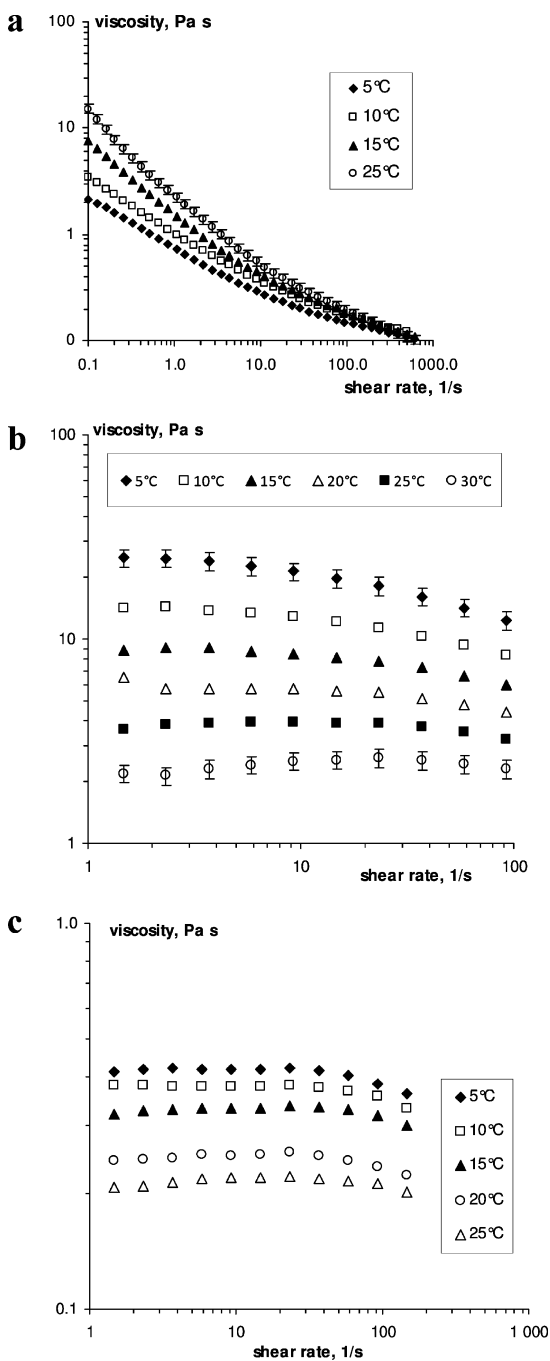 a
viscosity, Pa s
100
10
1
0
0.1 1.0 10.0 100.0 1000.0
shear rate, 1/s
5°C
10°C
15°C
25°C
b
viscosity, Pa s
100
10
1
5°C 10°C 15°C 20°C 25°C 30°C
1 10 100
shear rate, 1/s
c
viscosity, Pa s
1.0
0.1
5°C
10°C
15°C
20°C
25°C
1 10 100 1 000
shear rate, 1/s